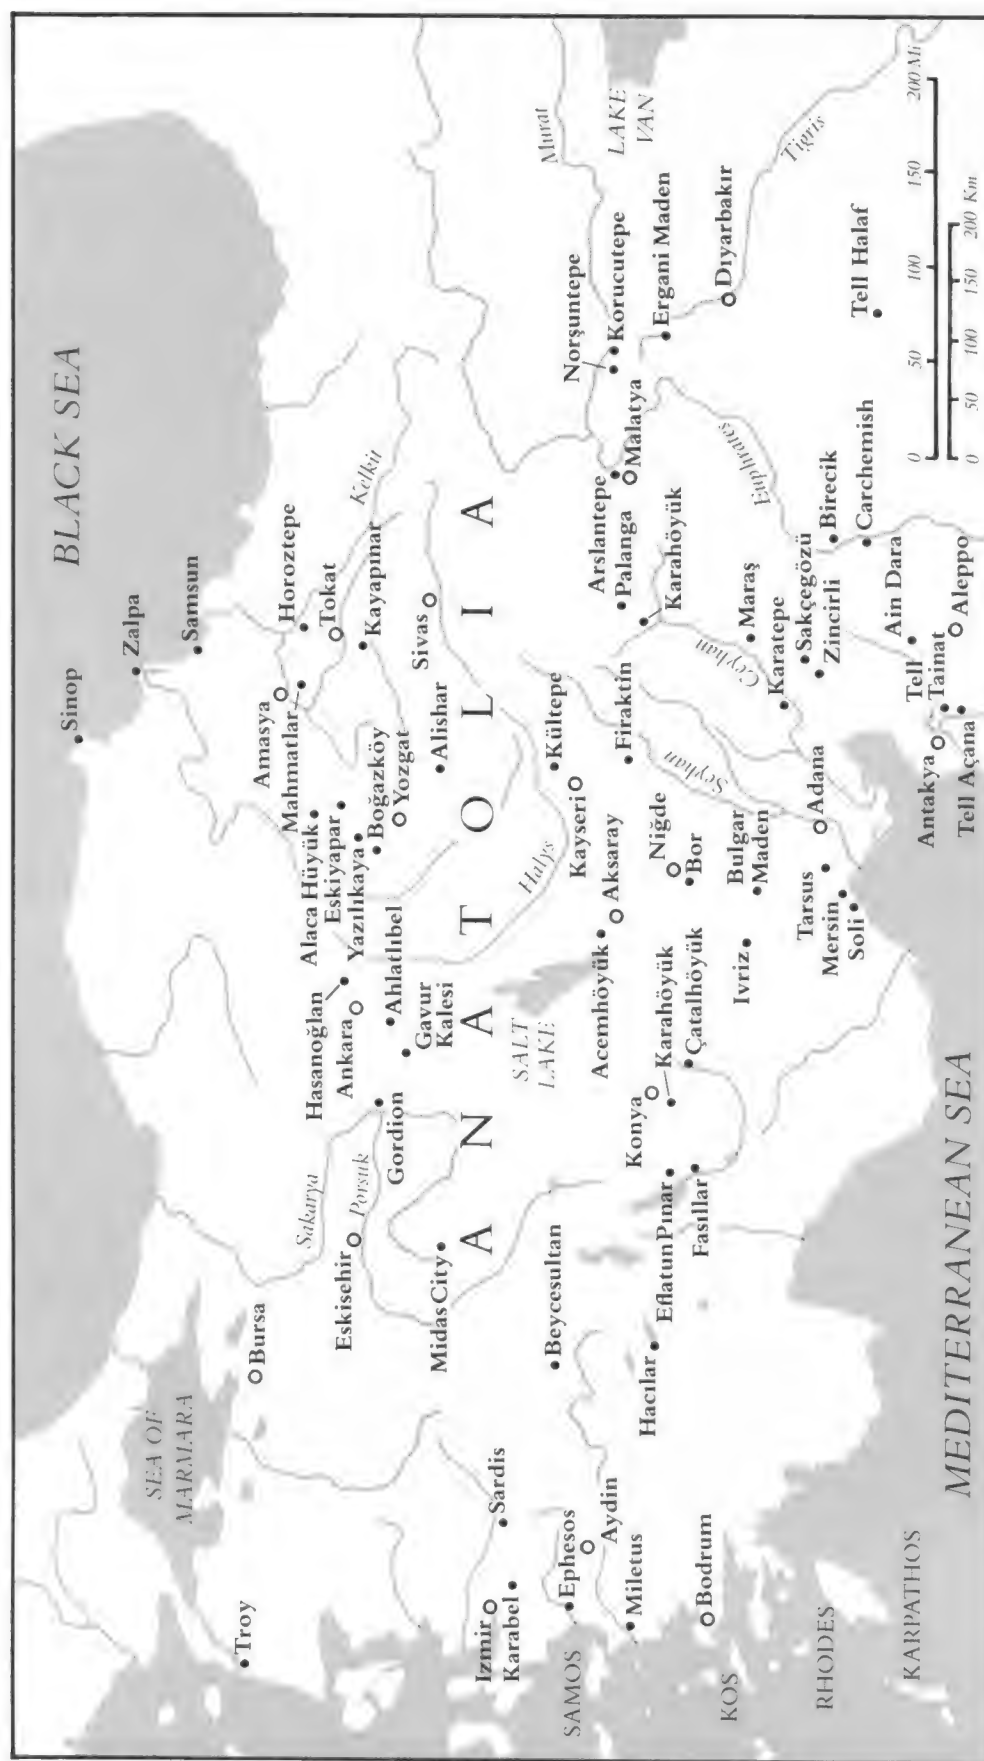 BLACK SEA
Sinop
Zalpa
Samsun
SEA OF
MARMARA
Troy
Bursa
Sakarya
Eskisehir
Porsuk
Midas City
Gordion
Hasanoğlan
Ankara
Ahlatlıbel
Gavur
Kalesi
Alaca Hüyük
Eskiyapar
Yazılıkaya
Boğazköy
Yozgat
Amasya
Mahmatlar
Horoztepe
Tokat
Kayapınar
Kelkit
Sivas
Alishar
ANATOLIA
Izmir
Karabel
Sardis
Ephesos
Aydin
Miletus
Bodrum
SAMOS
KOS
RHODES
KARPATHOS
Beycesultan
Hacılar
Eflatun Pınar
Fasıllar
SALT
LAKE
Halys
Konya
Karahöyük
Çatalhöyük
Acemhöyük
Aksaray
Kayseri
Kültepe
Niğde
Bor
Bulgar
Maden
Ivriz
Firaktin
Seyhan
Adana
Tarsus
Mersin
Soli
Arslantepe
Palanga
Malatya
Karahöyük
Maraş
Ceyhan
Karatepe
Sakçegözü
Zincirli
Norşuntepe
Korucutepe
Ergani Maden
Murat
LAKE
VAN
Dıyarbakır
Tigris
Euphrates
Birecik
Carchemish
Tell Halaf
Ain Dara
Aleppo
Tell
Tainat
Antakya
Tell Açana
MEDITERRANEAN SEA
0 50 100 150 200 Mi
0 50 100 150 200 Km